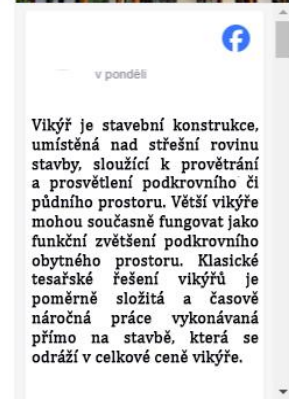 v pondělí
Vikýř je stavební konstrukce,
umístěná nad střešní rovinu
stavby, sloužící k provětrání
a prosvětlení podkrovního či
půdního prostoru. Větší vikýře
mohou současně fungovat jako
funkční zvětšení podkrovního
obytného prostoru. Klasické
tesařské řešení vikýřů je
poměrně složitá a časově
náročná práce vykonávaná
přímo na stavbě, která se
odráží v celkové ceně vikýře.